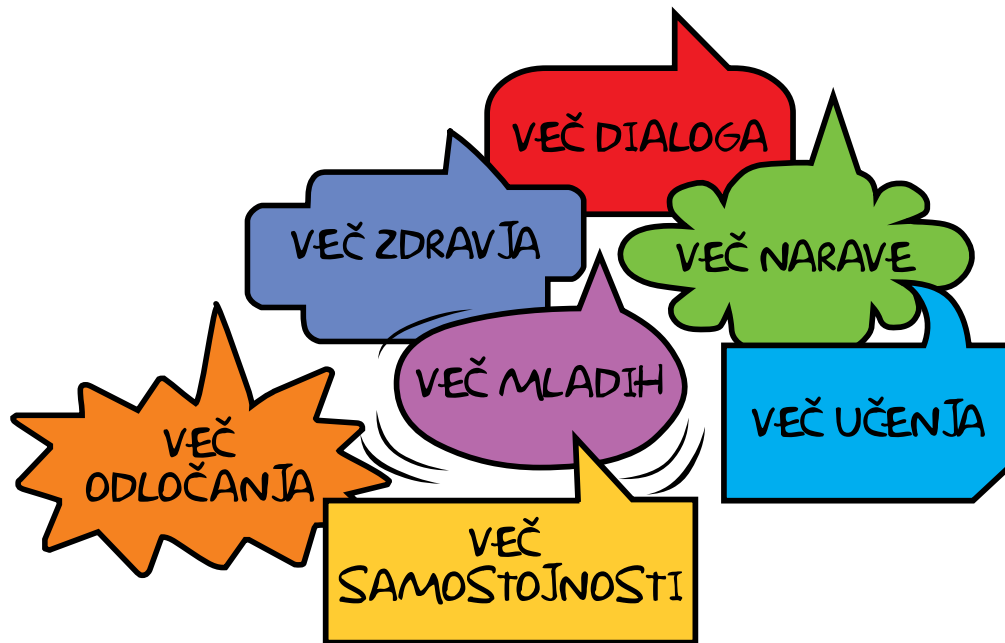 VEČ DIALOGA
VEČ ZDRAVJA
VEČ NARAVE
VEČ MLADIH
VEČ UČENJA
VEČ
ODLOČANJA
VEČ
SAMOSTOJNOSTI